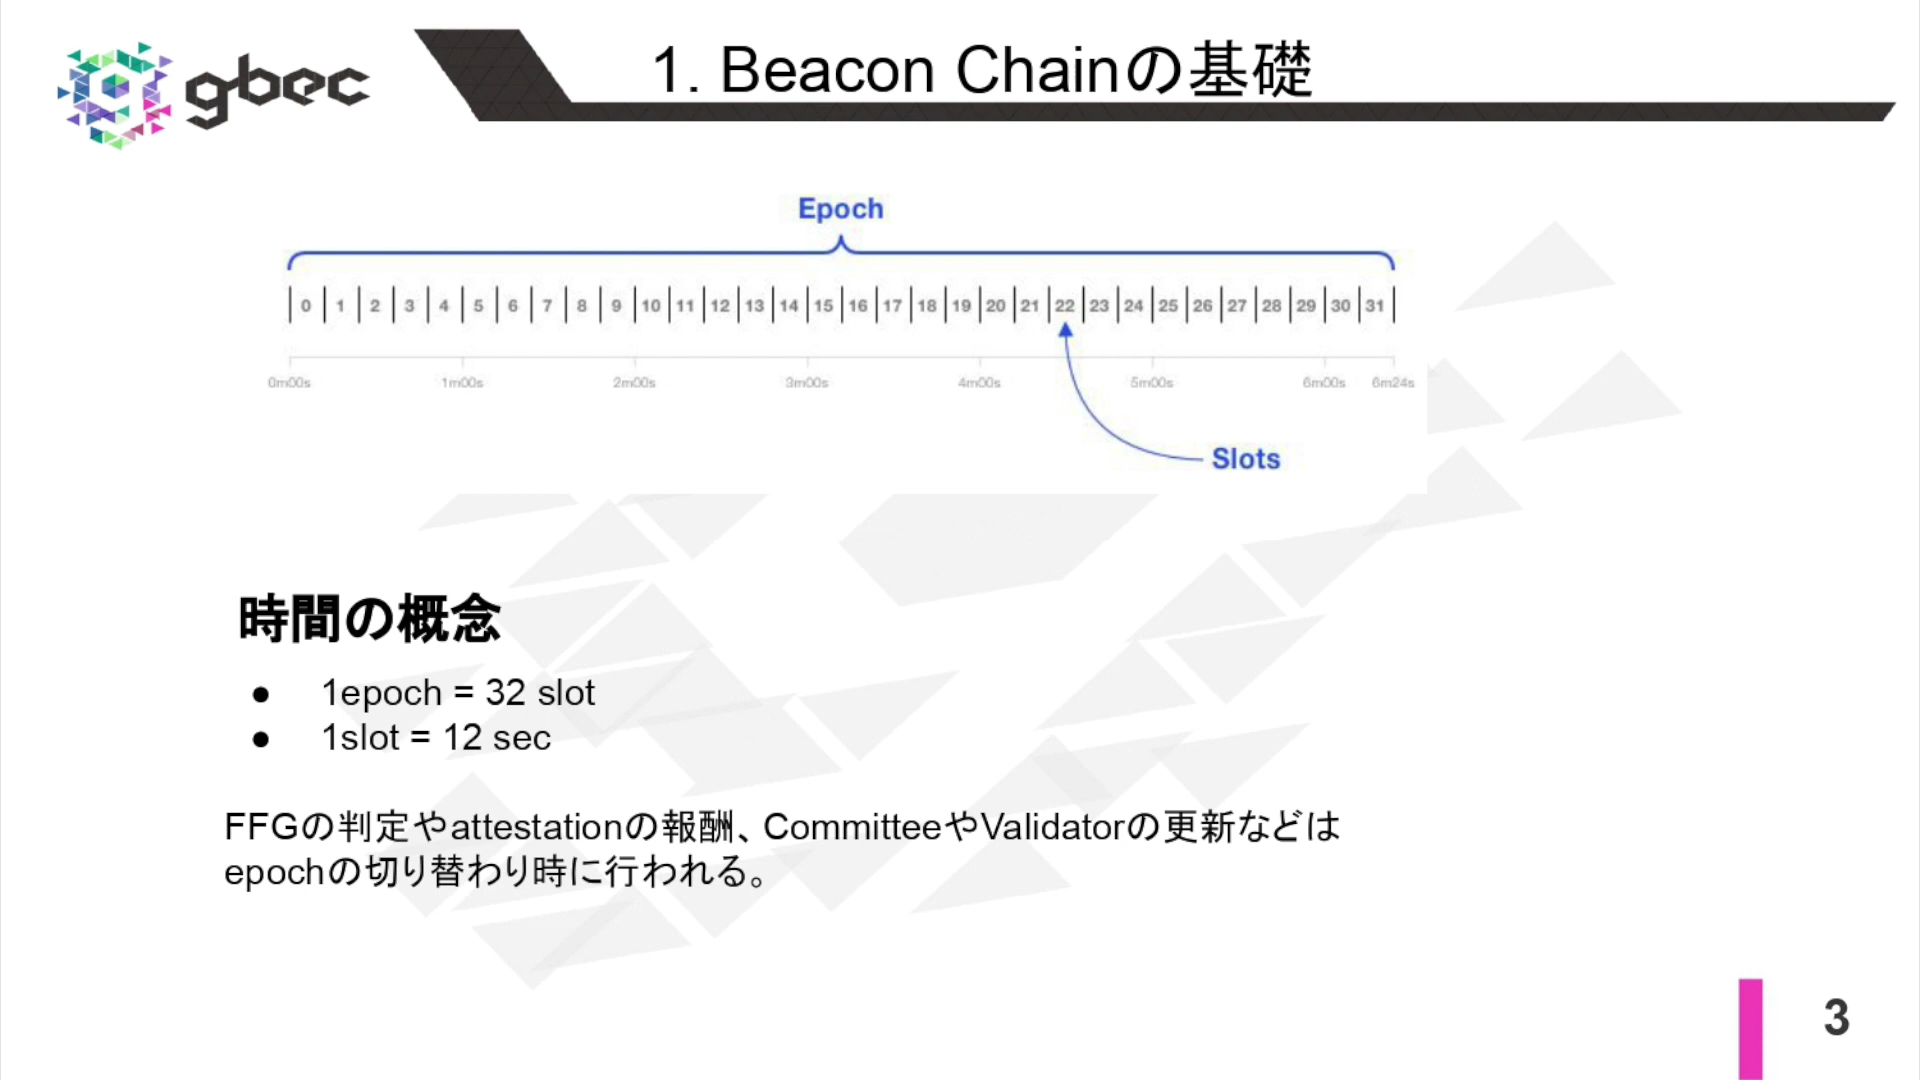 gbec
1. Beacon Chainの基礎
Epoch
0 1 2 3 4 5 6 7 8 9 10 11 12 13 14 15 16 17 18 19 20 21 22 23 24 25 26 27 28 29 30 31
0m00s 1m00s 2m00s 3m00s 4m00s 5m00s 6m00s 6m24s
Slots
時間の概念
● 1epoch = 32 slot
● 1slot = 12 sec
FFGの判定やattestationの報酬、CommitteeやValidatorの更新などは
epochの切り替わり時に行われる。
3